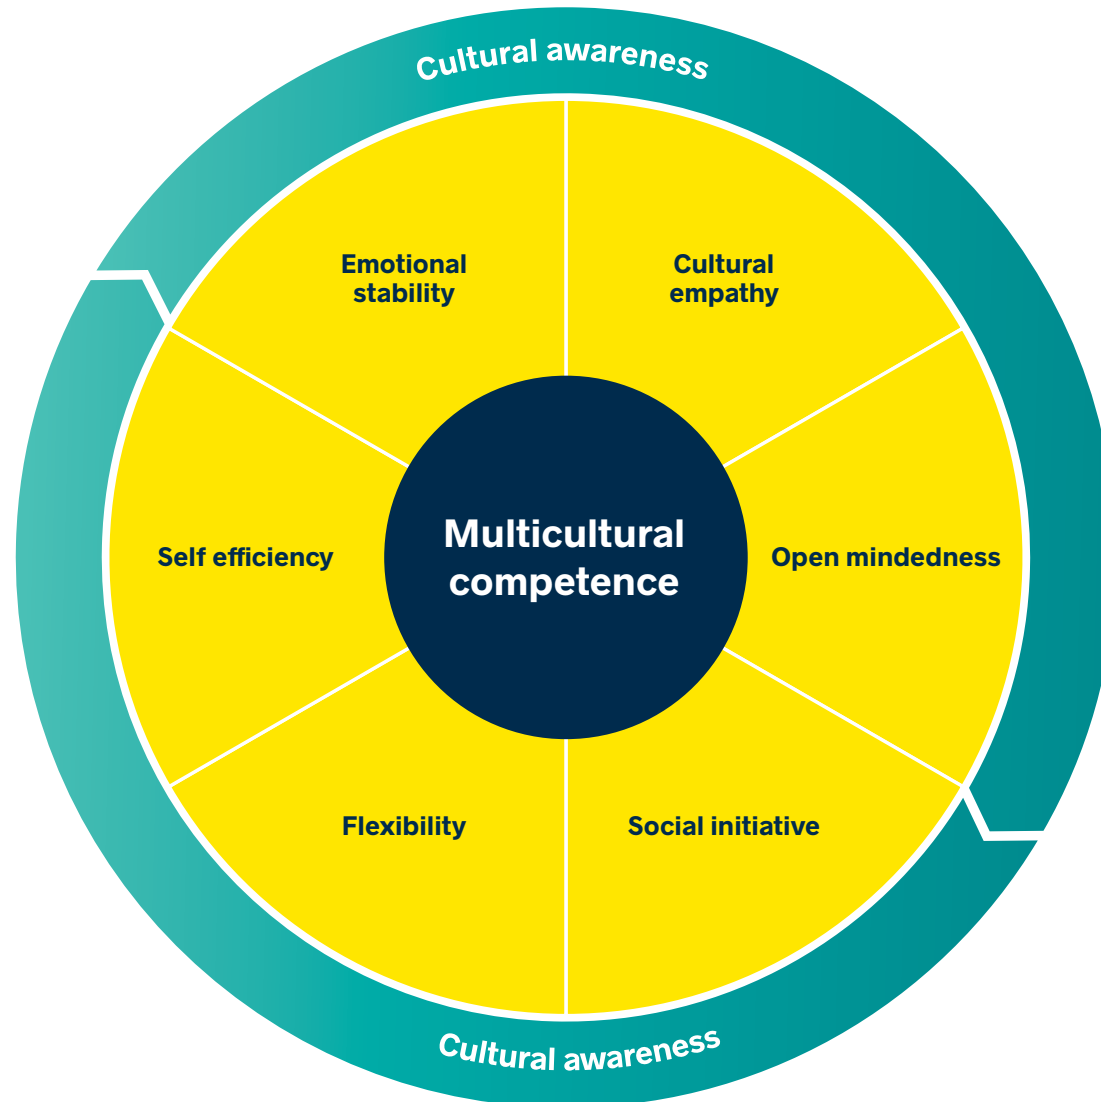 Cultural awareness
Emotional
stability
Cultural
empathy
Self efficiency
Multicultural
competence
Open mindedness
Flexibility
Social initiative
Cultural awareness